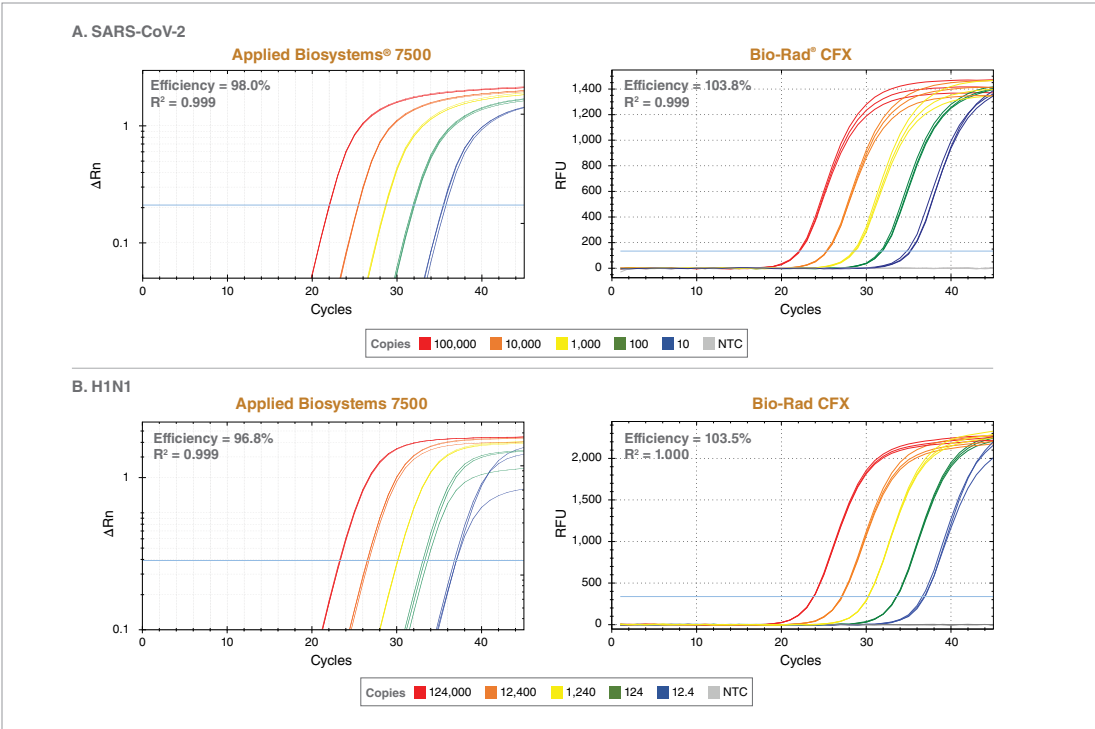 A. SARS-CoV-2
Applied Biosystems® 7500
Efficiency = 98.0%
R² = 0.999
1
0.1
ΔRn
0 10 20 30 40
Cycles
Bio-Rad® CFX
Efficiency = 103.8%
R² = 0.999
1,400
1,200
1,000
800
600
400
200
0
RFU
0 10 20 30 40
Cycles
Copies 100,000 10,000 1,000 100 10 NTC
B. H1N1
Applied Biosystems 7500
Efficiency = 96.8%
R² = 0.999
1
0.1
ΔRn
0 10 20 30 40
Cycles
Bio-Rad CFX
Efficiency = 103.5%
R² = 1.000
2,000
1,500
1,000
500
0
RFU
0 10 20 30 40
Cycles
Copies 124,000 12,400 1,240 124 12.4 NTC